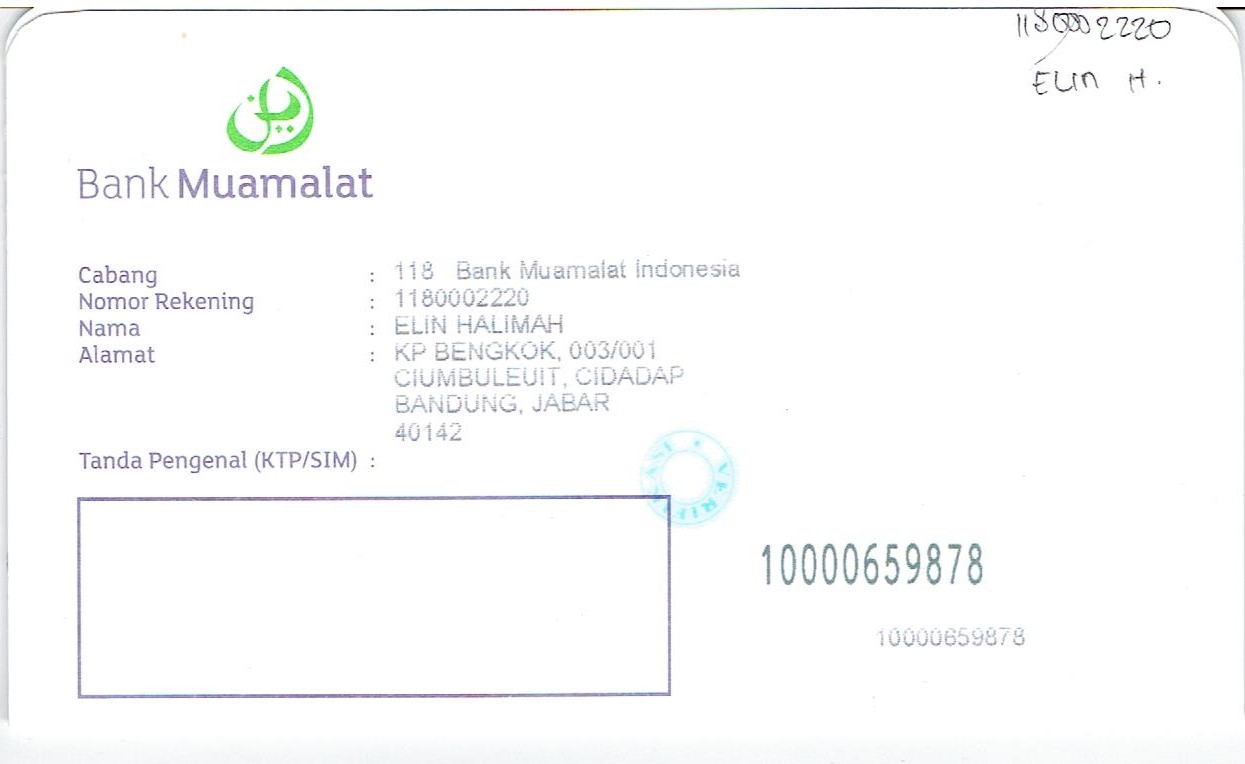 1180002220
ELIN H.
Bank Muamalat
Cabang : 118 Bank Muamalat Indonesia
Nomor Rekening : 1180002220
Nama : ELIN HALIMAH
Alamat : KP BENGKOK, 003/001
CIUMBULEUIT, CIDADAP
BANDUNG, JABAR
40142
Tanda Pengenal (KTP/SIM) :
VERIFIKASI
10000659878
10000659878